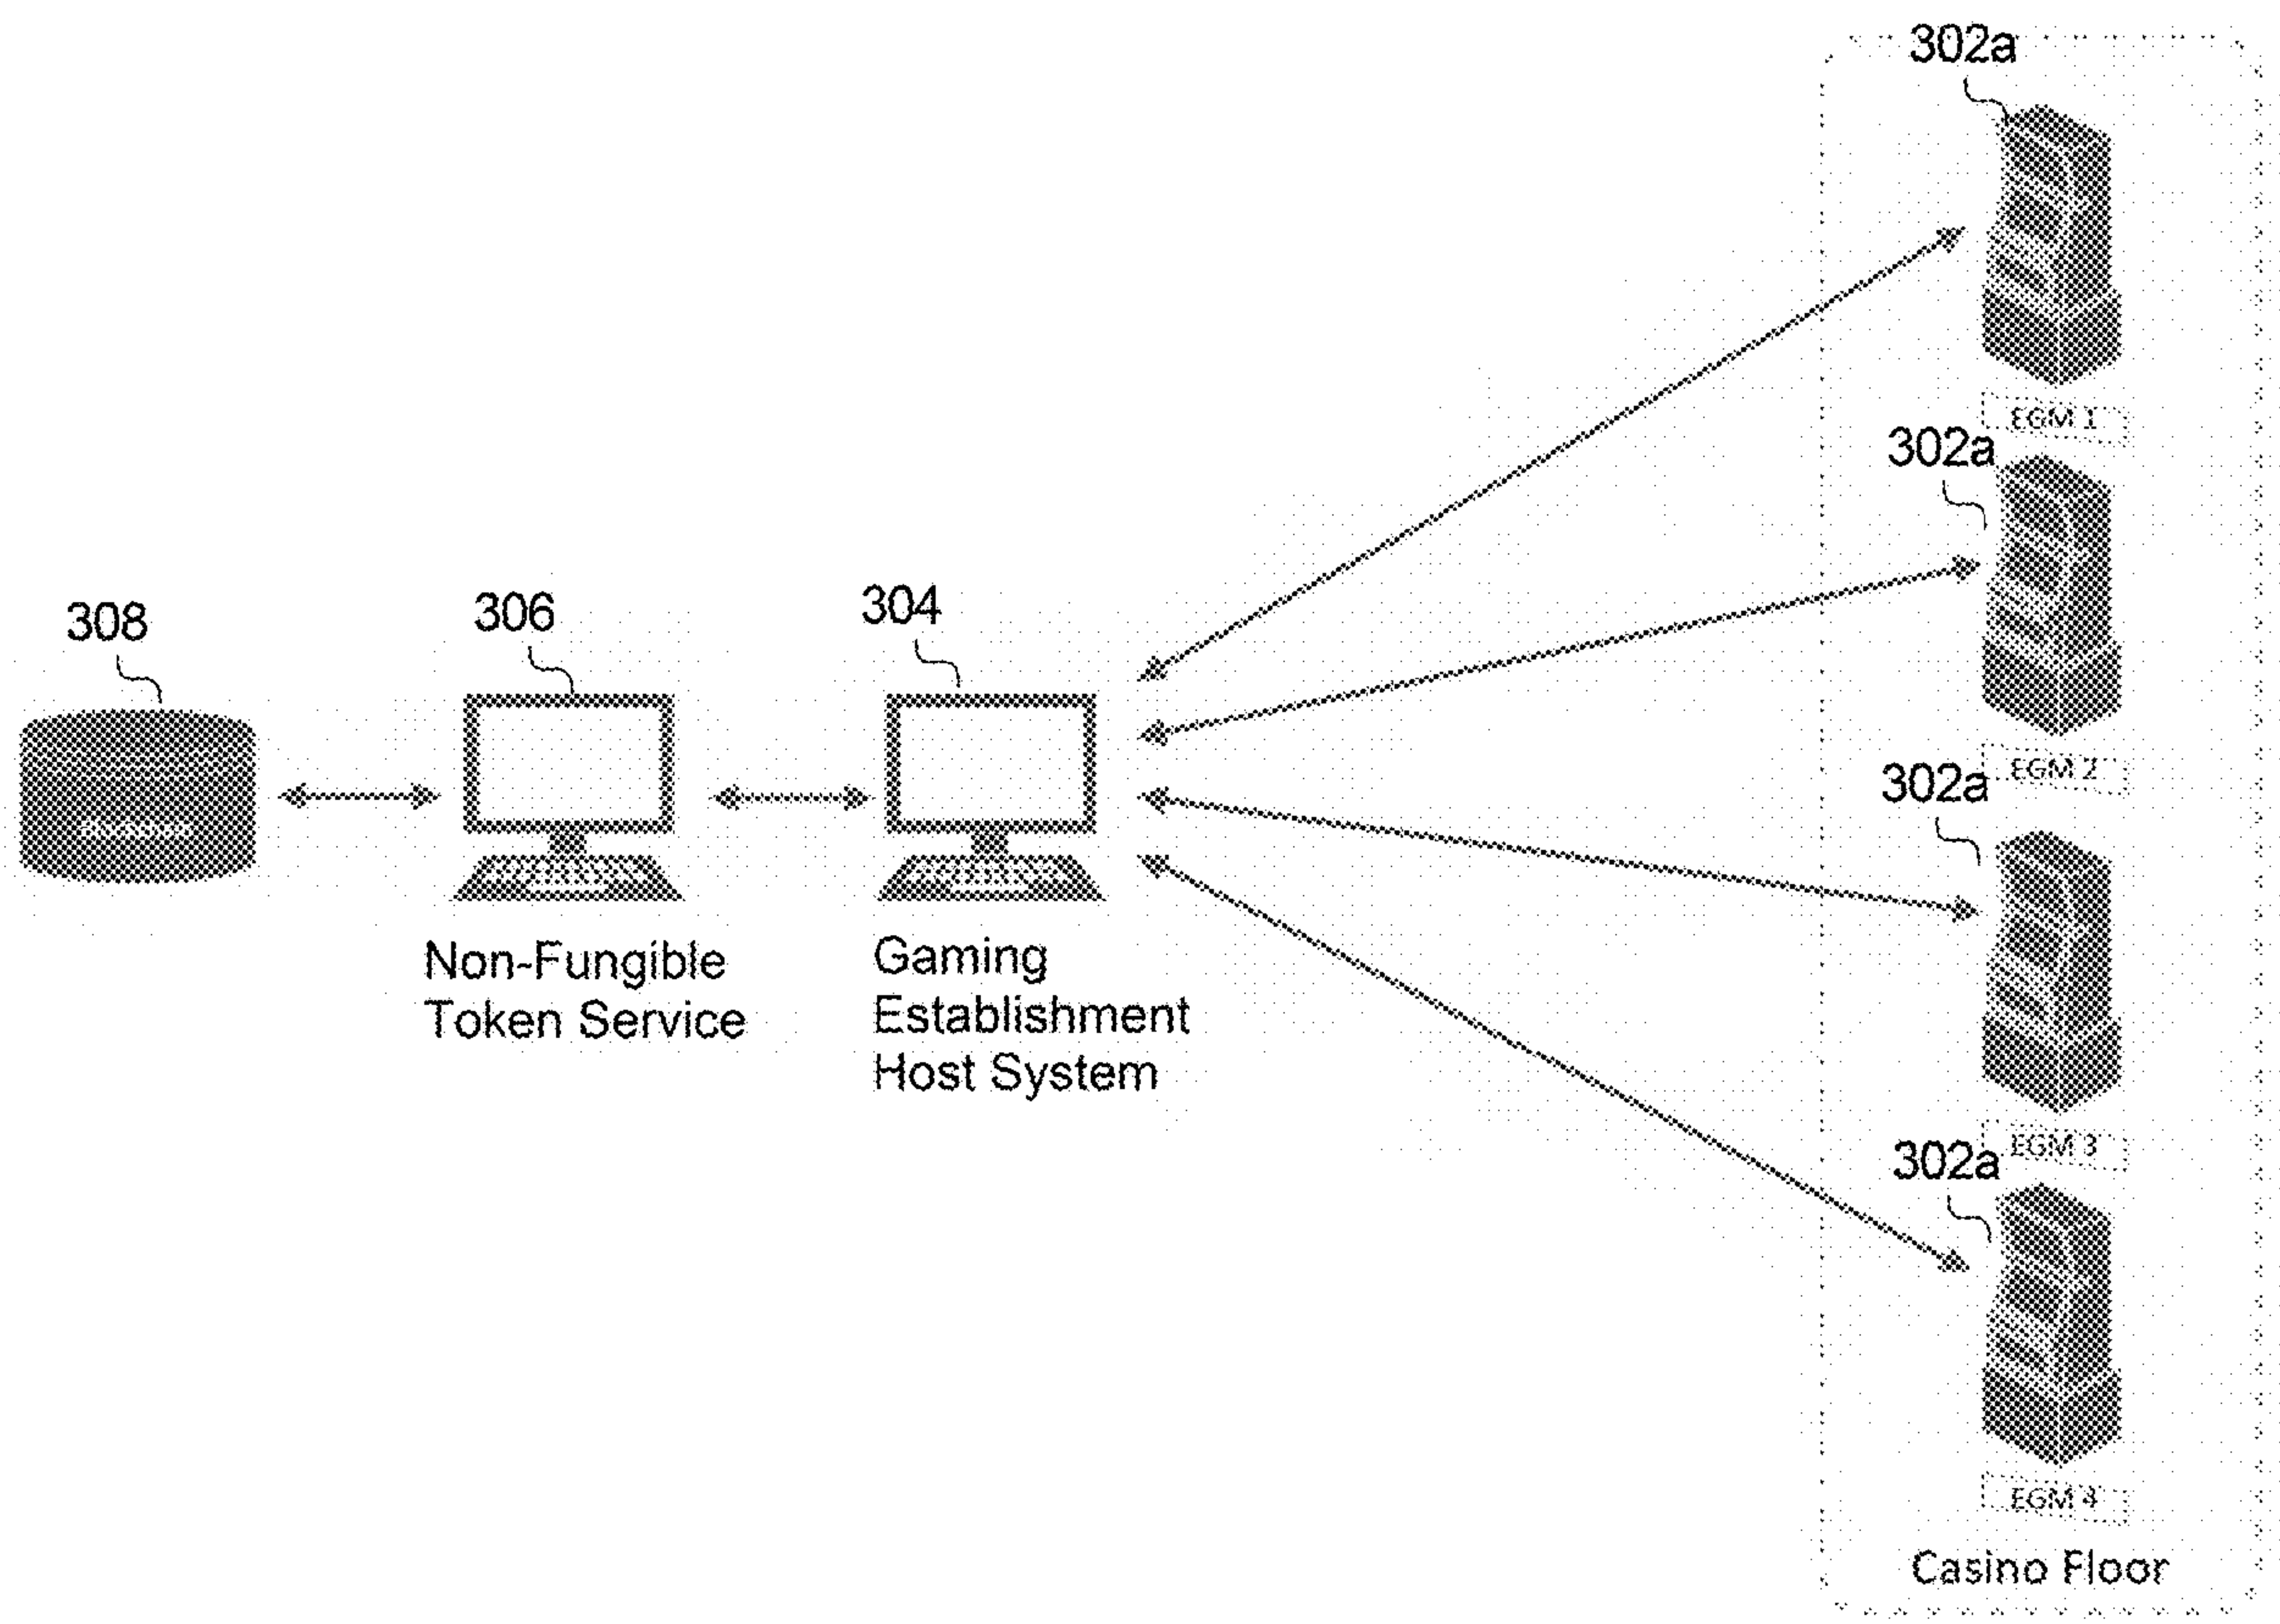 302a
EGM 1
302a
EGM 2
302a
EGM 3
302a
EGM 4
Casino Floor
308
306
304
Non-Fungible
Token Service
Gaming
Establishment
Host System